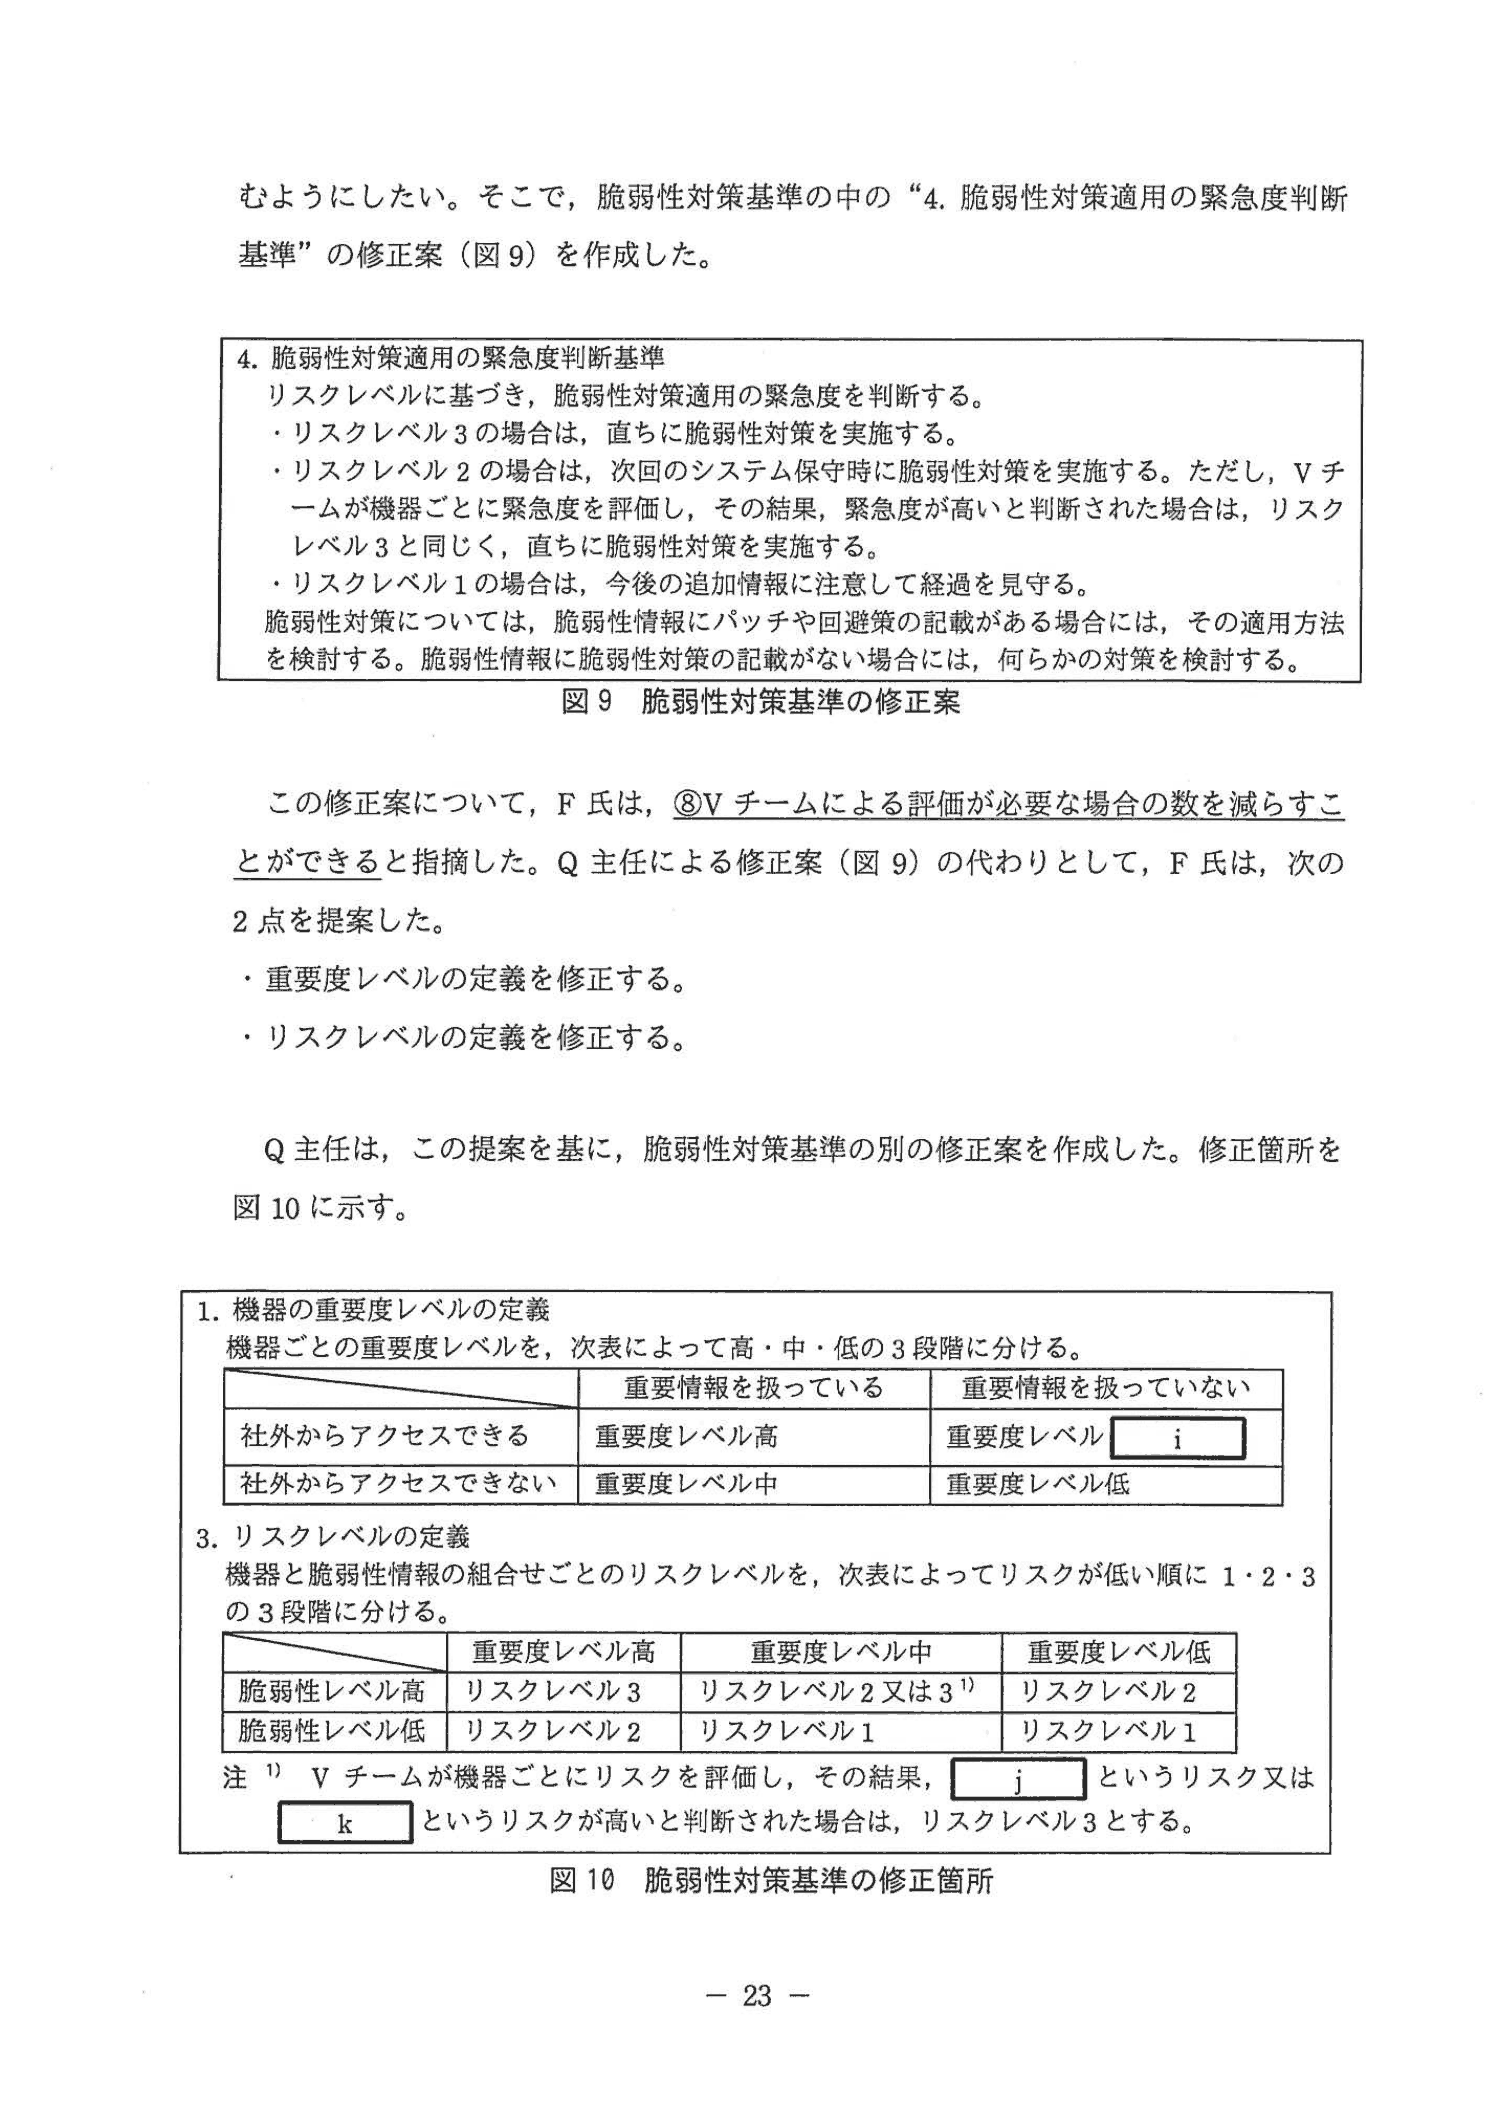 むようにしたい。そこで，脆弱性対策基準の中の“4. 脆弱性対策適用の緊急度判断
基準”の修正案（図 9）を作成した。
4. 脆弱性対策適用の緊急度判断基準
リスクレベルに基づき，脆弱性対策適用の緊急度を判断する。
・リスクレベル 3 の場合は，直ちに脆弱性対策を実施する。
・リスクレベル 2 の場合は，次回のシステム保守時に脆弱性対策を実施する。ただし，V チ
ームが機器ごとに緊急度を評価し，その結果，緊急度が高いと判断された場合は，リスク
レベル 3 と同じく，直ちに脆弱性対策を実施する。
・リスクレベル 1 の場合は，今後の追加情報に注意して経過を見守る。
脆弱性対策については，脆弱性情報にパッチや回避策の記載がある場合には，その適用方法
を検討する。脆弱性情報に脆弱性対策の記載がない場合には，何らかの対策を検討する。
図 9　脆弱性対策基準の修正案
この修正案について，F 氏は，⑧V チームによる評価が必要な場合の数を減らすこ
とができると指摘した。Q 主任による修正案（図 9）の代わりとして，F 氏は，次の
2 点を提案した。
・重要度レベルの定義を修正する。
・リスクレベルの定義を修正する。
Q 主任は，この提案を基に，脆弱性対策基準の別の修正案を作成した。修正箇所を
図 10 に示す。
1. 機器の重要度レベルの定義
機器ごとの重要度レベルを，次表によって高・中・低の 3 段階に分ける。
重要情報を扱っている　重要情報を扱っていない
社外からアクセスできる　重要度レベル高　重要度レベル i
社外からアクセスできない　重要度レベル中　重要度レベル低
3. リスクレベルの定義
機器と脆弱性情報の組合せごとのリスクレベルを，次表によってリスクが低い順に 1・2・3
の 3 段階に分ける。
重要度レベル高　重要度レベル中　重要度レベル低
脆弱性レベル高　リスクレベル 3　リスクレベル 2 又は 3 1)　リスクレベル 2
脆弱性レベル低　リスクレベル 2　リスクレベル 1　リスクレベル 1
注 1)　V チームが機器ごとにリスクを評価し，その結果， j というリスク又は
k というリスクが高いと判断された場合は，リスクレベル 3 とする。
図 10　脆弱性対策基準の修正箇所
－ 23 －